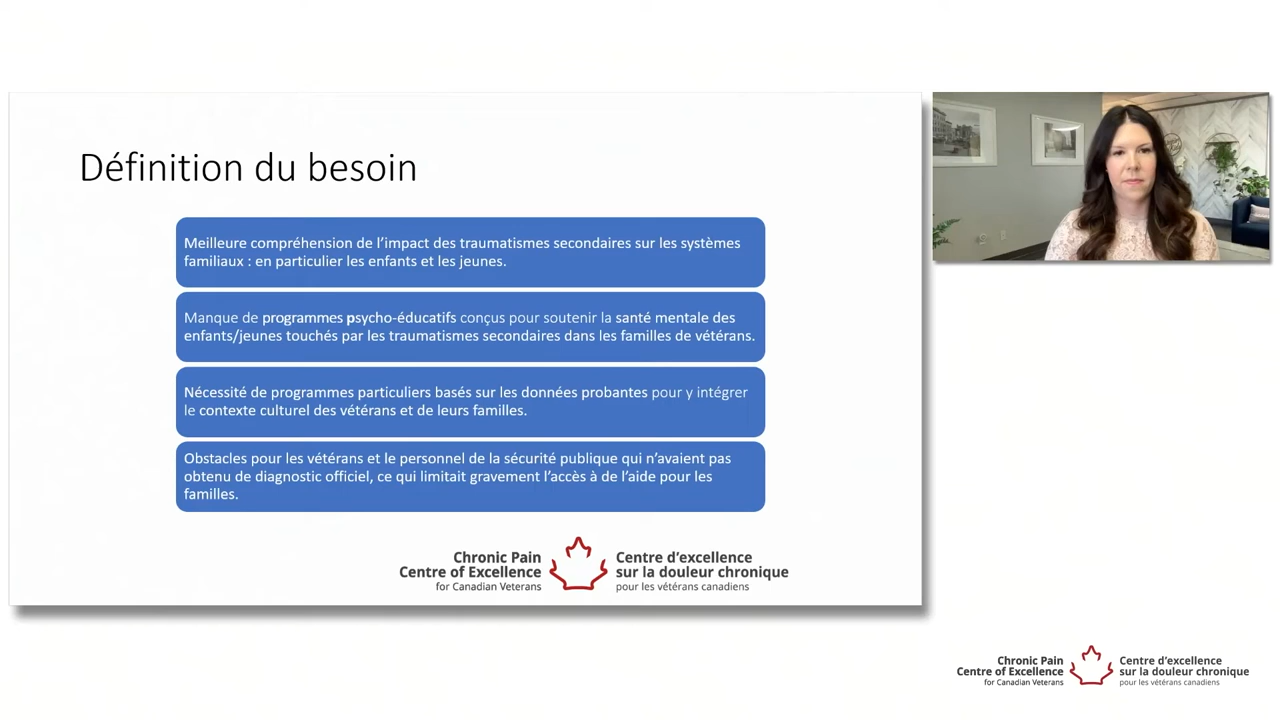 Définition du besoin
Meilleure compréhension de l’impact des traumatismes secondaires sur les systèmes
familiaux : en particulier les enfants et les jeunes.
Manque de programmes psycho-éducatifs conçus pour soutenir la santé mentale des
enfants/jeunes touchés par les traumatismes secondaires dans les familles de vétérans.
Nécessité de programmes particuliers basés sur les données probantes pour y intégrer
le contexte culturel des vétérans et de leurs familles.
Obstacles pour les vétérans et le personnel de la sécurité publique qui n’avaient pas
obtenu de diagnostic officiel, ce qui limitait gravement l’accès à de l’aide pour les
familles.
Chronic Pain
Centre of Excellence
for Canadian Veterans
Centre d’excellence
sur la douleur chronique
pour les vétérans canadiens
Chronic Pain
Centre of Excellence
for Canadian Veterans
Centre d’excellence
sur la douleur chronique
pour les vétérans canadiens